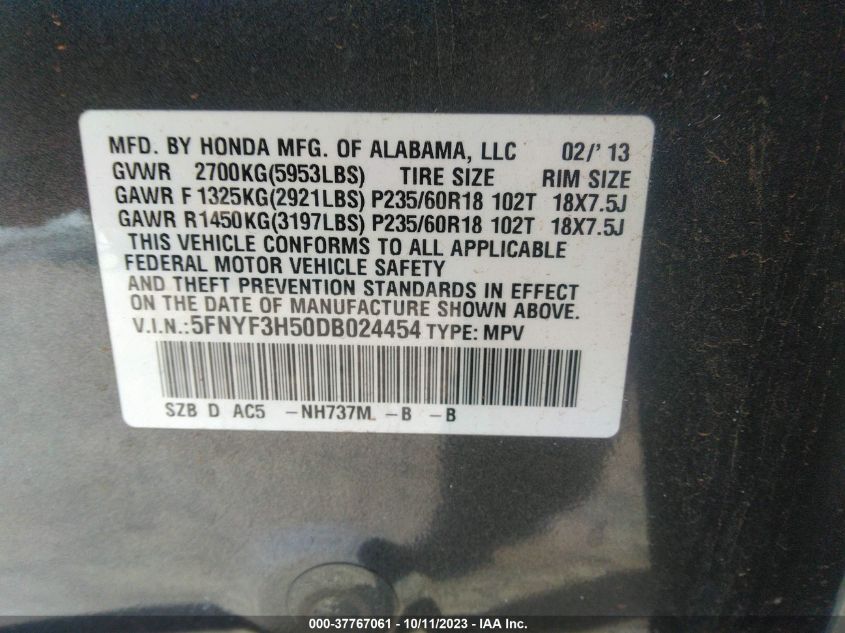 MFD. BY HONDA MFG. OF ALABAMA, LLC 02/'13
GVWR 2700KG(5953LBS) TIRE SIZE RIM SIZE
GAWR F 1325KG(2921LBS) P235/60R18 102T 18X7.5J
GAWR R1450KG(3197LBS) P235/60R18 102T 18X7.5J
THIS VEHICLE CONFORMS TO ALL APPLICABLE
FEDERAL MOTOR VEHICLE SAFETY
AND THEFT PREVENTION STANDARDS IN EFFECT
ON THE DATE OF MANUFACTURE SHOWN ABOVE.
V.I.N.:5FNYF3H50DB024454 TYPE: MPV
SZB D AC5 -NH737M -B -B
000-37767061 - 10/11/2023 - IAA Inc.